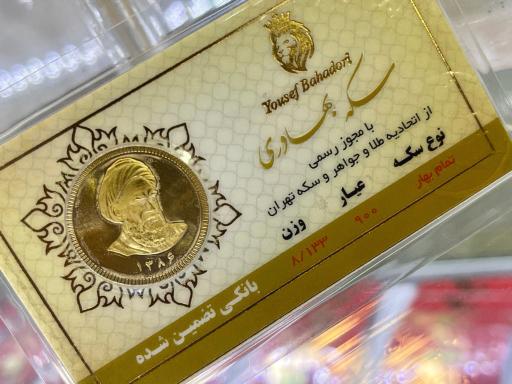 Yousef Bahadori
سکه بهادری
با مجوز رسمی
از اتحادیه طلا و جواهر و سکه تهران
نوع سکه عیار وزن
تمام بهار ۹۰۰ ۸/۱۳۳
۱۳۸۶
بانکی تضمین شده